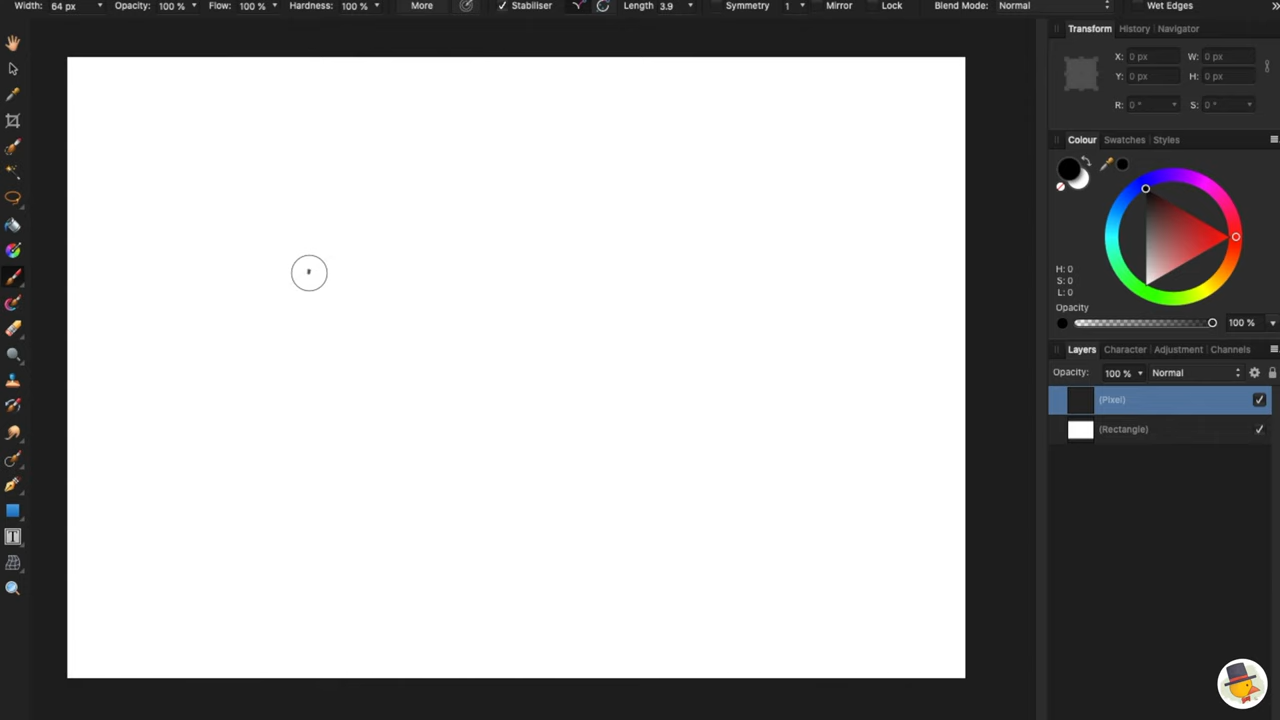 Width: 64 px Opacity: 100 % Flow: 100 % Hardness: 100 % More Stabiliser Length 3.9 Symmetry 1 Mirror Lock Blend Mode: Normal Wet Edges
Transform History Navigator
X: 0 px W: 0 px
Y: 0 px H: 0 px
R: 0 ° S: 0 °
Colour Swatches Styles
H: 0
S: 0
L: 0
Opacity
100 %
Layers Character Adjustment Channels
Opacity: 100 % Normal
(Pixel)
(Rectangle)
T